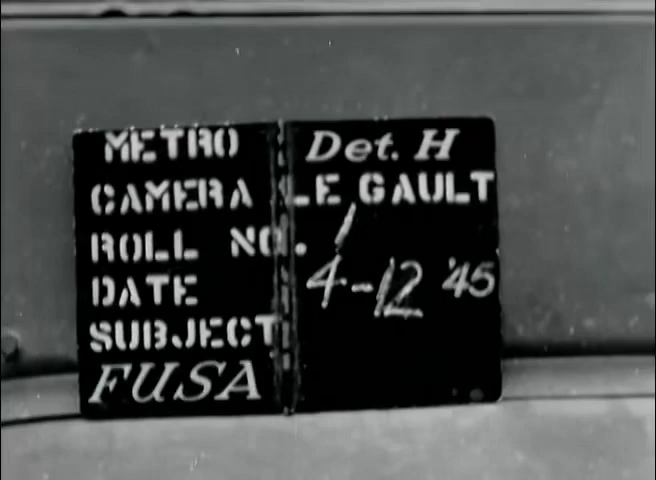 METRO Det. H
CAMERA LE GAULT
ROLL NO. 1
DATE 4-12 '45
SUBJECT
FUSA